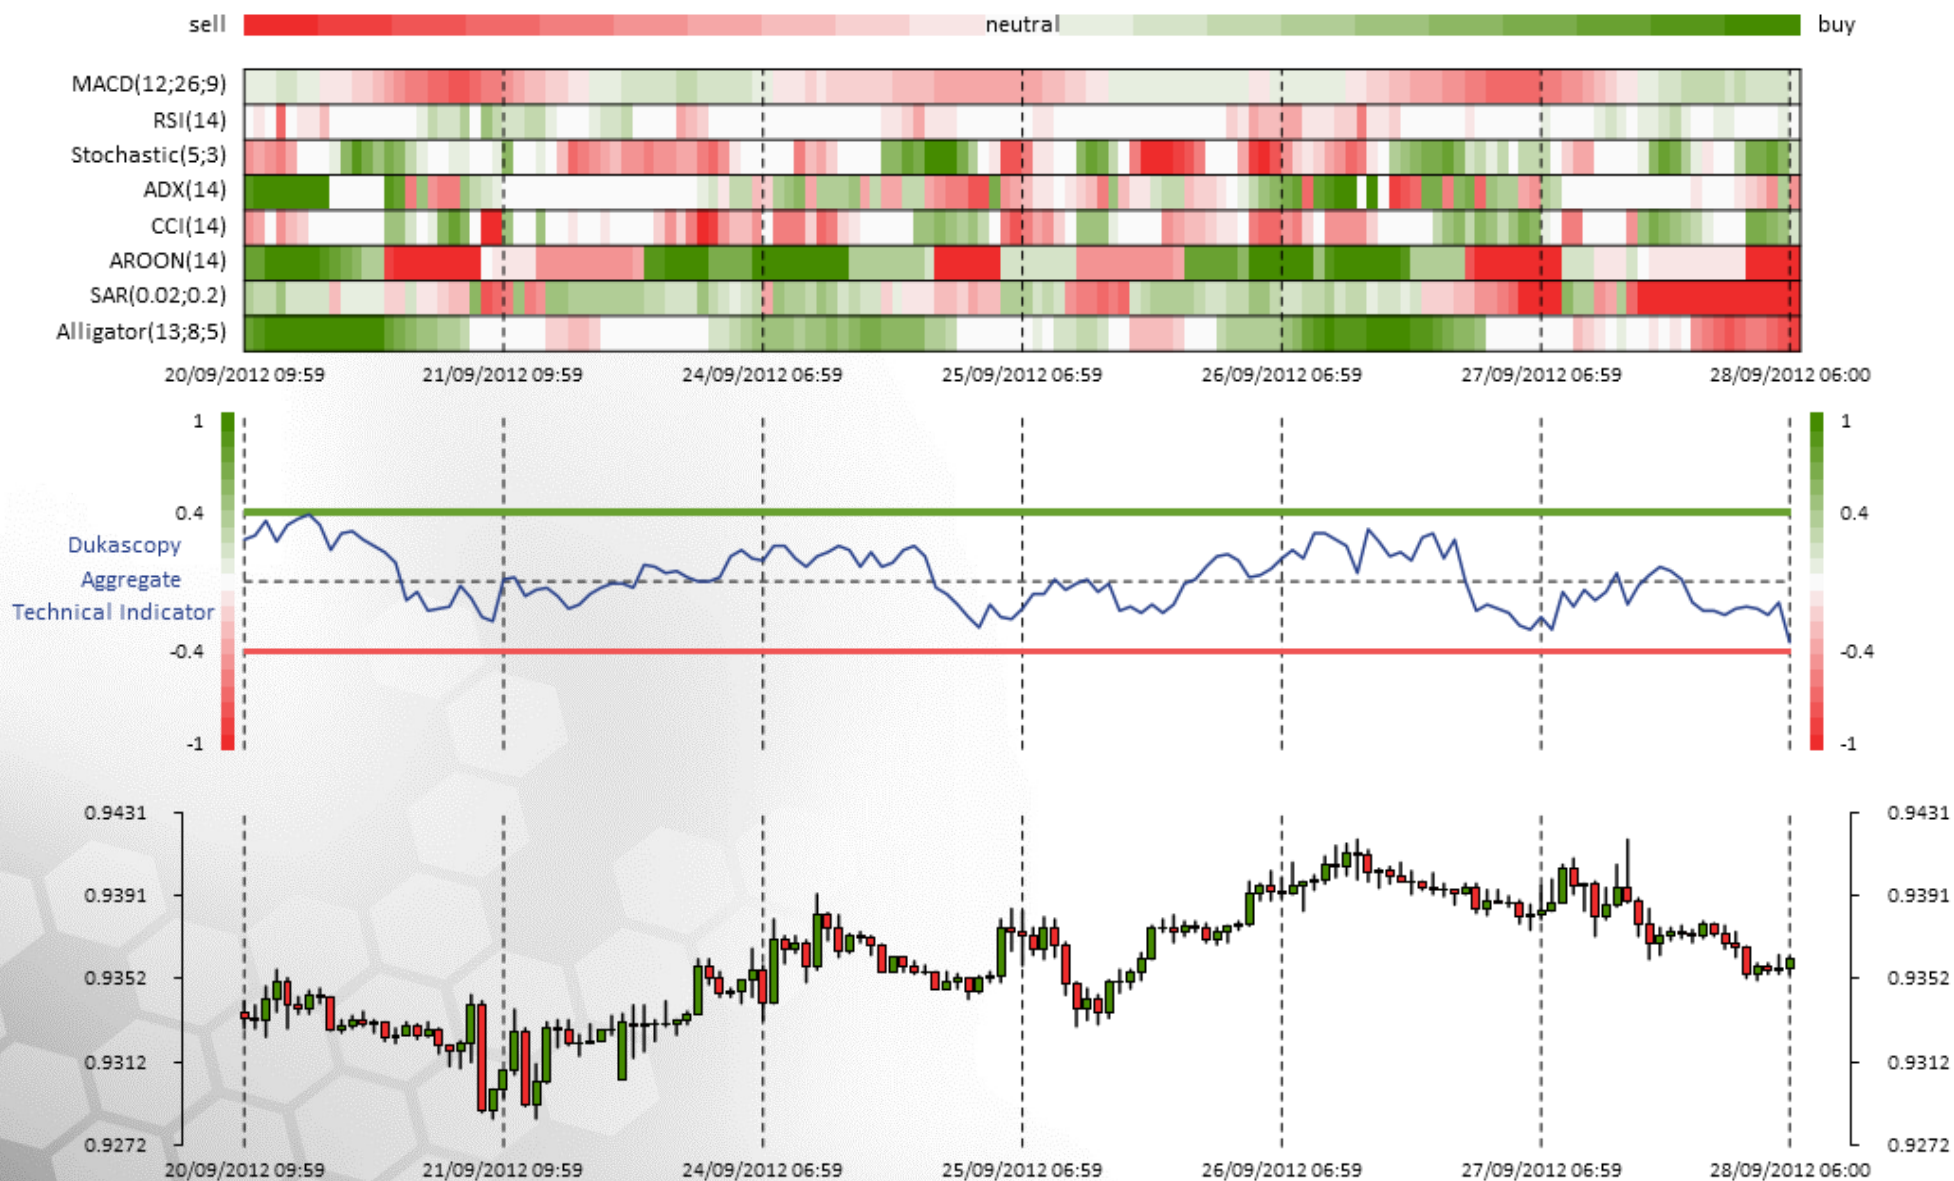 sell neutral buy
MACD(12;26;9)
RSI(14)
Stochastic(5;3)
ADX(14)
CCI(14)
AROON(14)
SAR(0.02;0.2)
Alligator(13;8;5)
20/09/2012 09:59 21/09/2012 09:59 24/09/2012 06:59 25/09/2012 06:59 26/09/2012 06:59 27/09/2012 06:59 28/09/2012 06:00
1 1
0.4 0.4
Dukascopy
Aggregate
Technical Indicator
-0.4 -0.4
-1 -1
0.9431 0.9431
0.9391 0.9391
0.9352 0.9352
0.9312 0.9312
0.9272 0.9272
20/09/2012 09:59 21/09/2012 09:59 24/09/2012 06:59 25/09/2012 06:59 26/09/2012 06:59 27/09/2012 06:59 28/09/2012 06:00